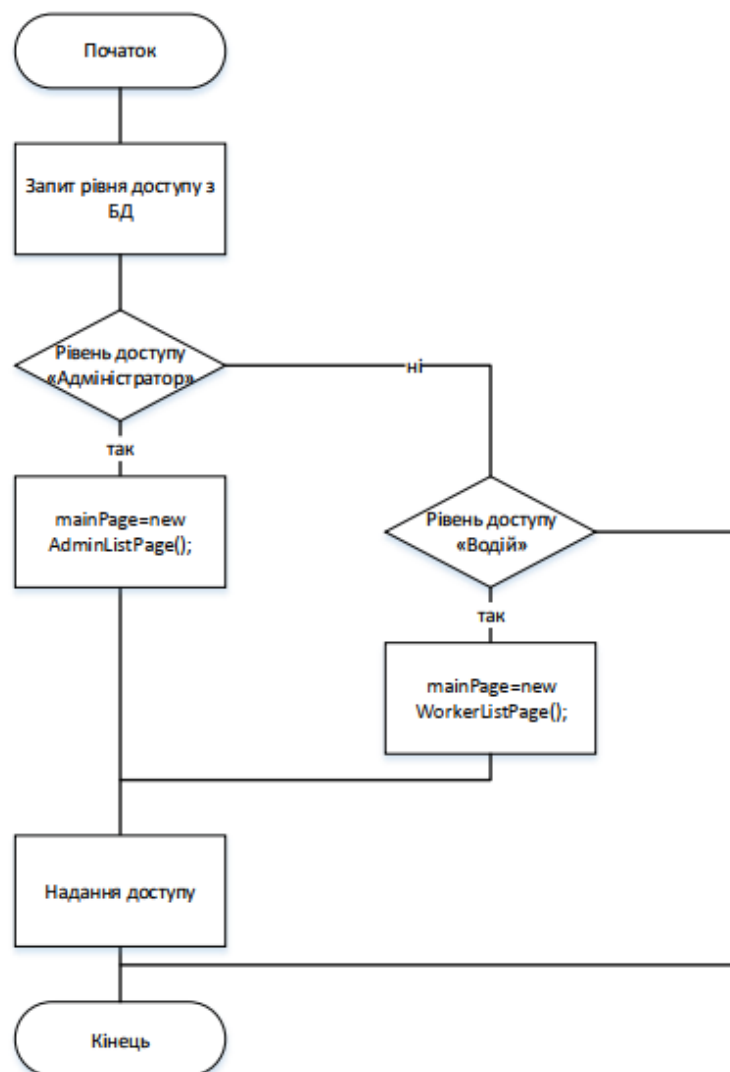 Початок
Запит рівня доступу з
БД
Рівень доступу
«Адміністратор»
ні
так
mainPage=new
AdminListPage();
Рівень доступу
«Водій»
так
mainPage=new
WorkerListPage();
Надання доступу
Кінець